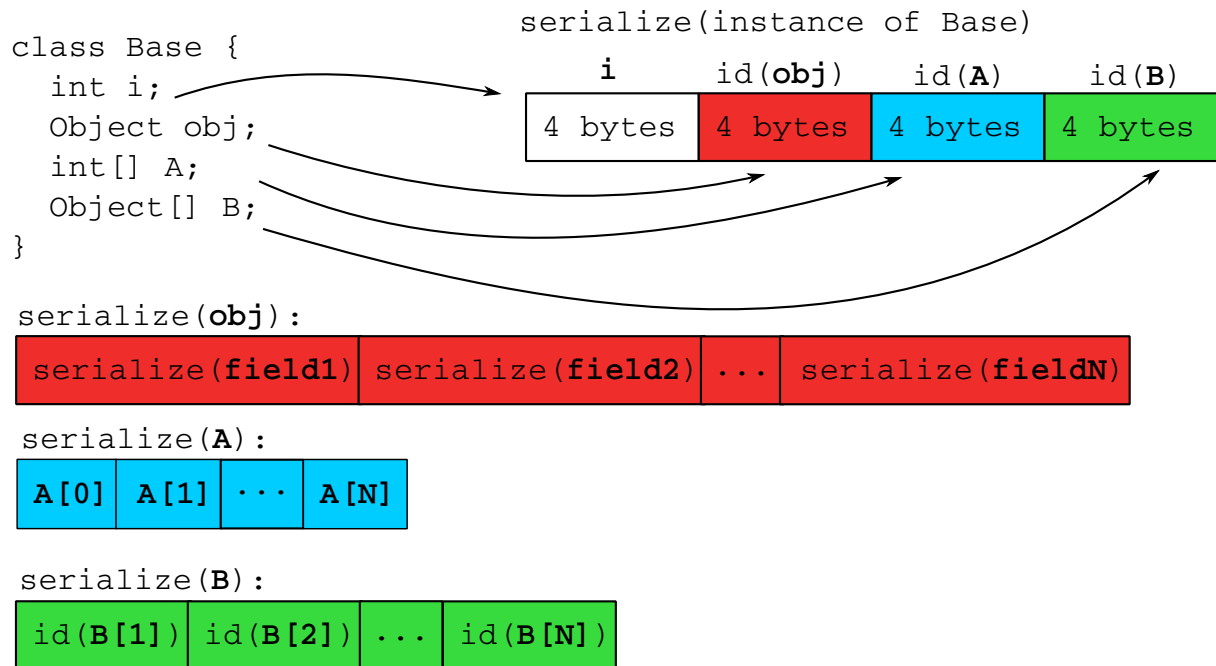 serialize(instance of Base)
class Base {
int i;
Object obj;
int[] A;
Object[] B;
}
i id(obj) id(A) id(B)
4 bytes 4 bytes 4 bytes 4 bytes
serialize(obj):
serialize(field1) serialize(field2) ... serialize(fieldN)
serialize(A):
A[0] A[1] ... A[N]
serialize(B):
id(B[1]) id(B[2]) ... id(B[N])